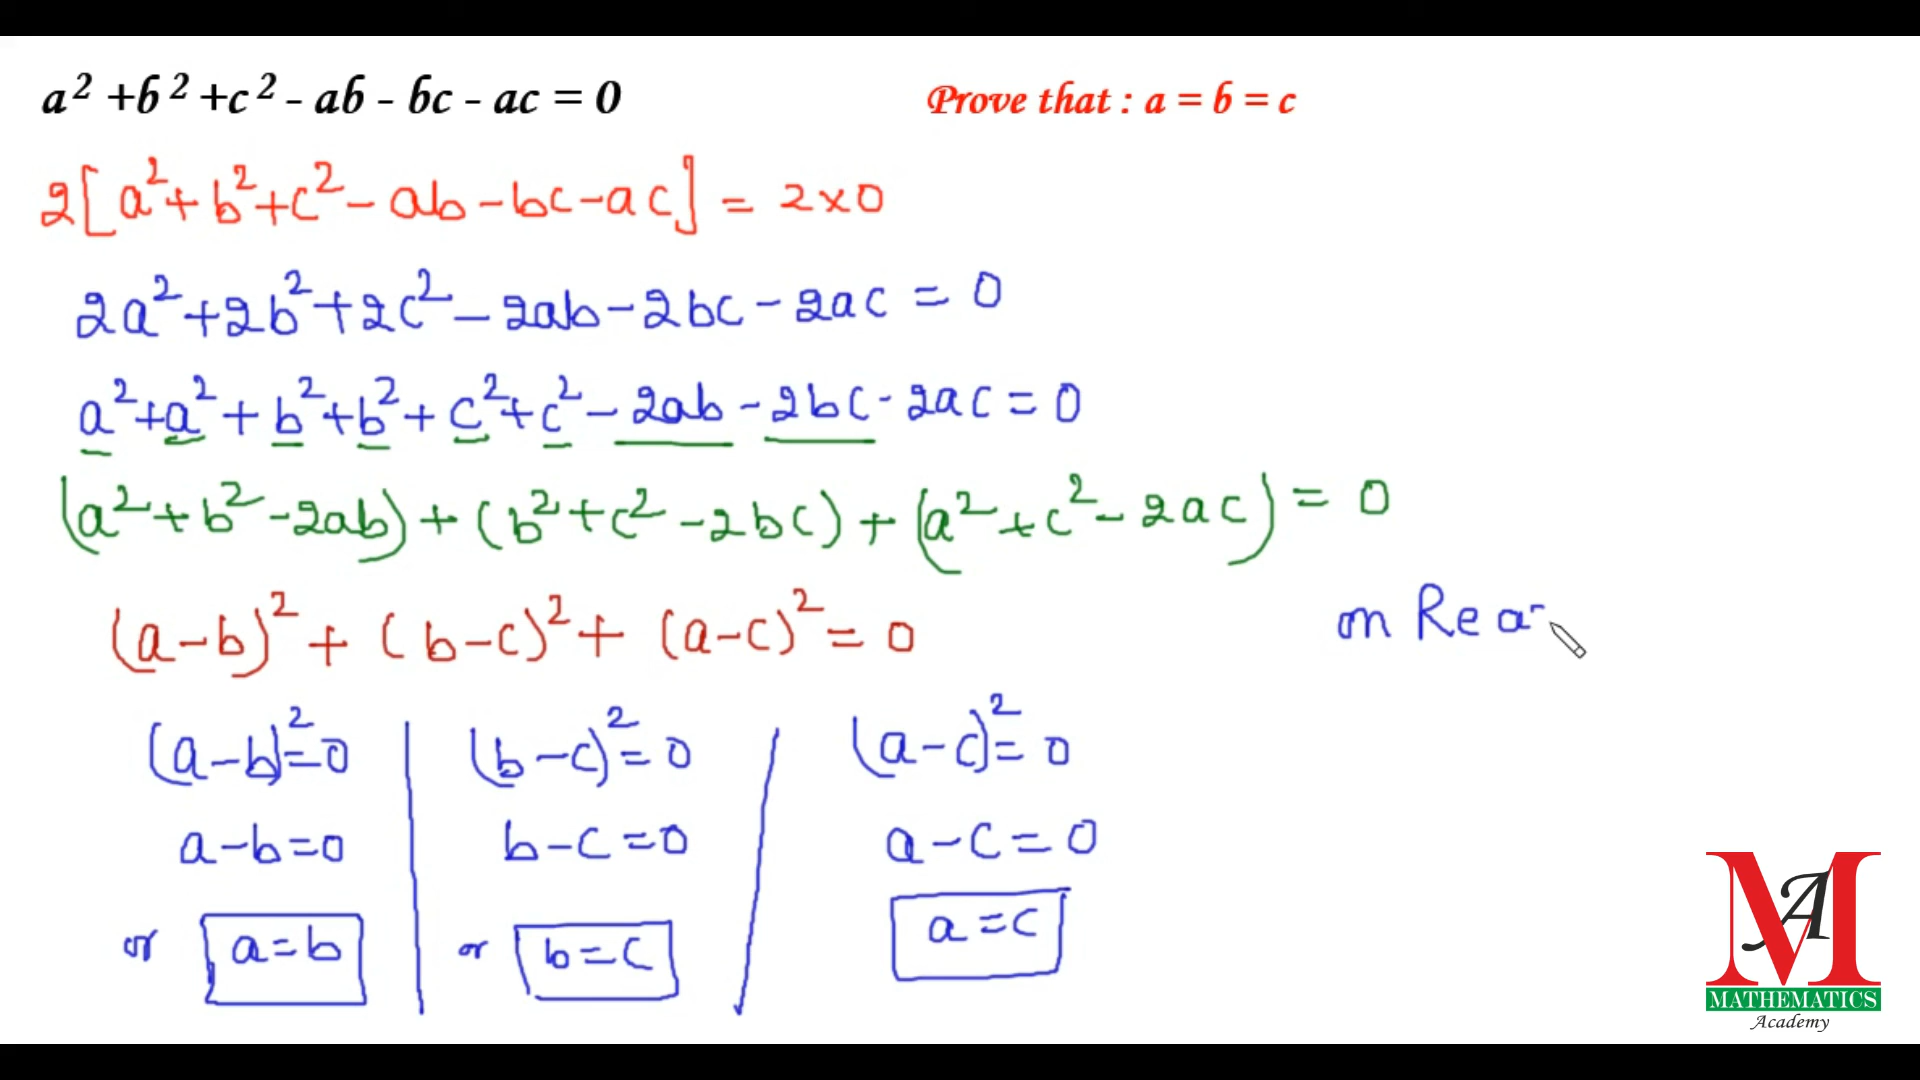 a² + b² + c² - ab - bc - ac = 0
Prove that : a = b = c
2[a² + b² + c² - ab - bc - ac] = 2 × 0
2a² + 2b² + 2c² - 2ab - 2bc - 2ac = 0
a² + a² + b² + b² + c² + c² - 2ab - 2bc - 2ac = 0
(a² + b² - 2ab) + (b² + c² - 2bc) + (a² + c² - 2ac) = 0
on Rea
(a-b)² + (b-c)² + (a-c)² = 0
(a-b)² = 0
a-b = 0
or a = b
(b-c)² = 0
b-c = 0
or b = c
(a-c)² = 0
a-c = 0
a = c
MA
MATHEMATICS
Academy